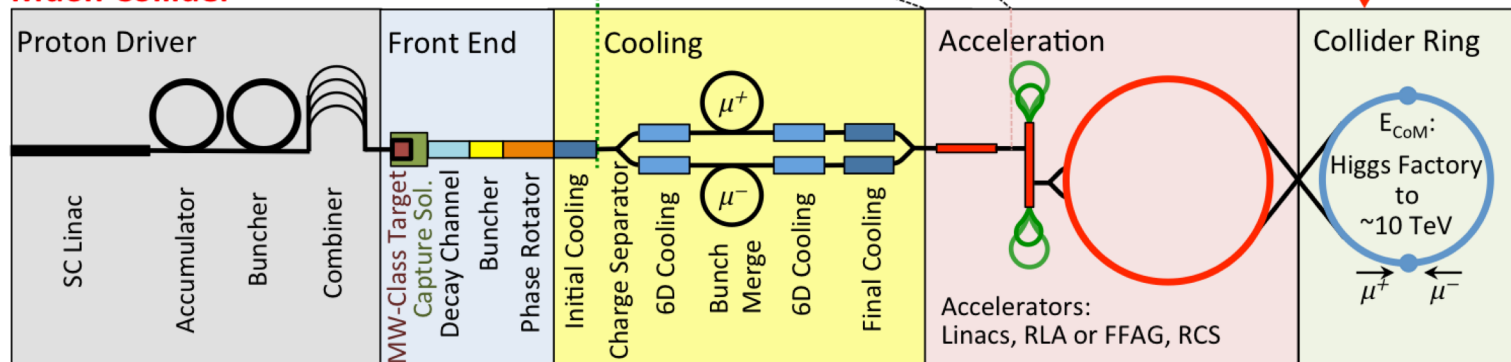 Muon Collider
Proton Driver
SC Linac
Accumulator
Buncher
Combiner
Front End
MW-Class Target
Capture Sol.
Decay Channel
Buncher
Phase Rotator
Cooling
Initial Cooling
Charge Separator
6D Cooling
μ+
μ−
Bunch
Merge
6D Cooling
Final Cooling
Acceleration
Accelerators:
Linacs, RLA or FFAG, RCS
Collider Ring
ECoM:
Higgs Factory
to
~10 TeV
μ+ μ−